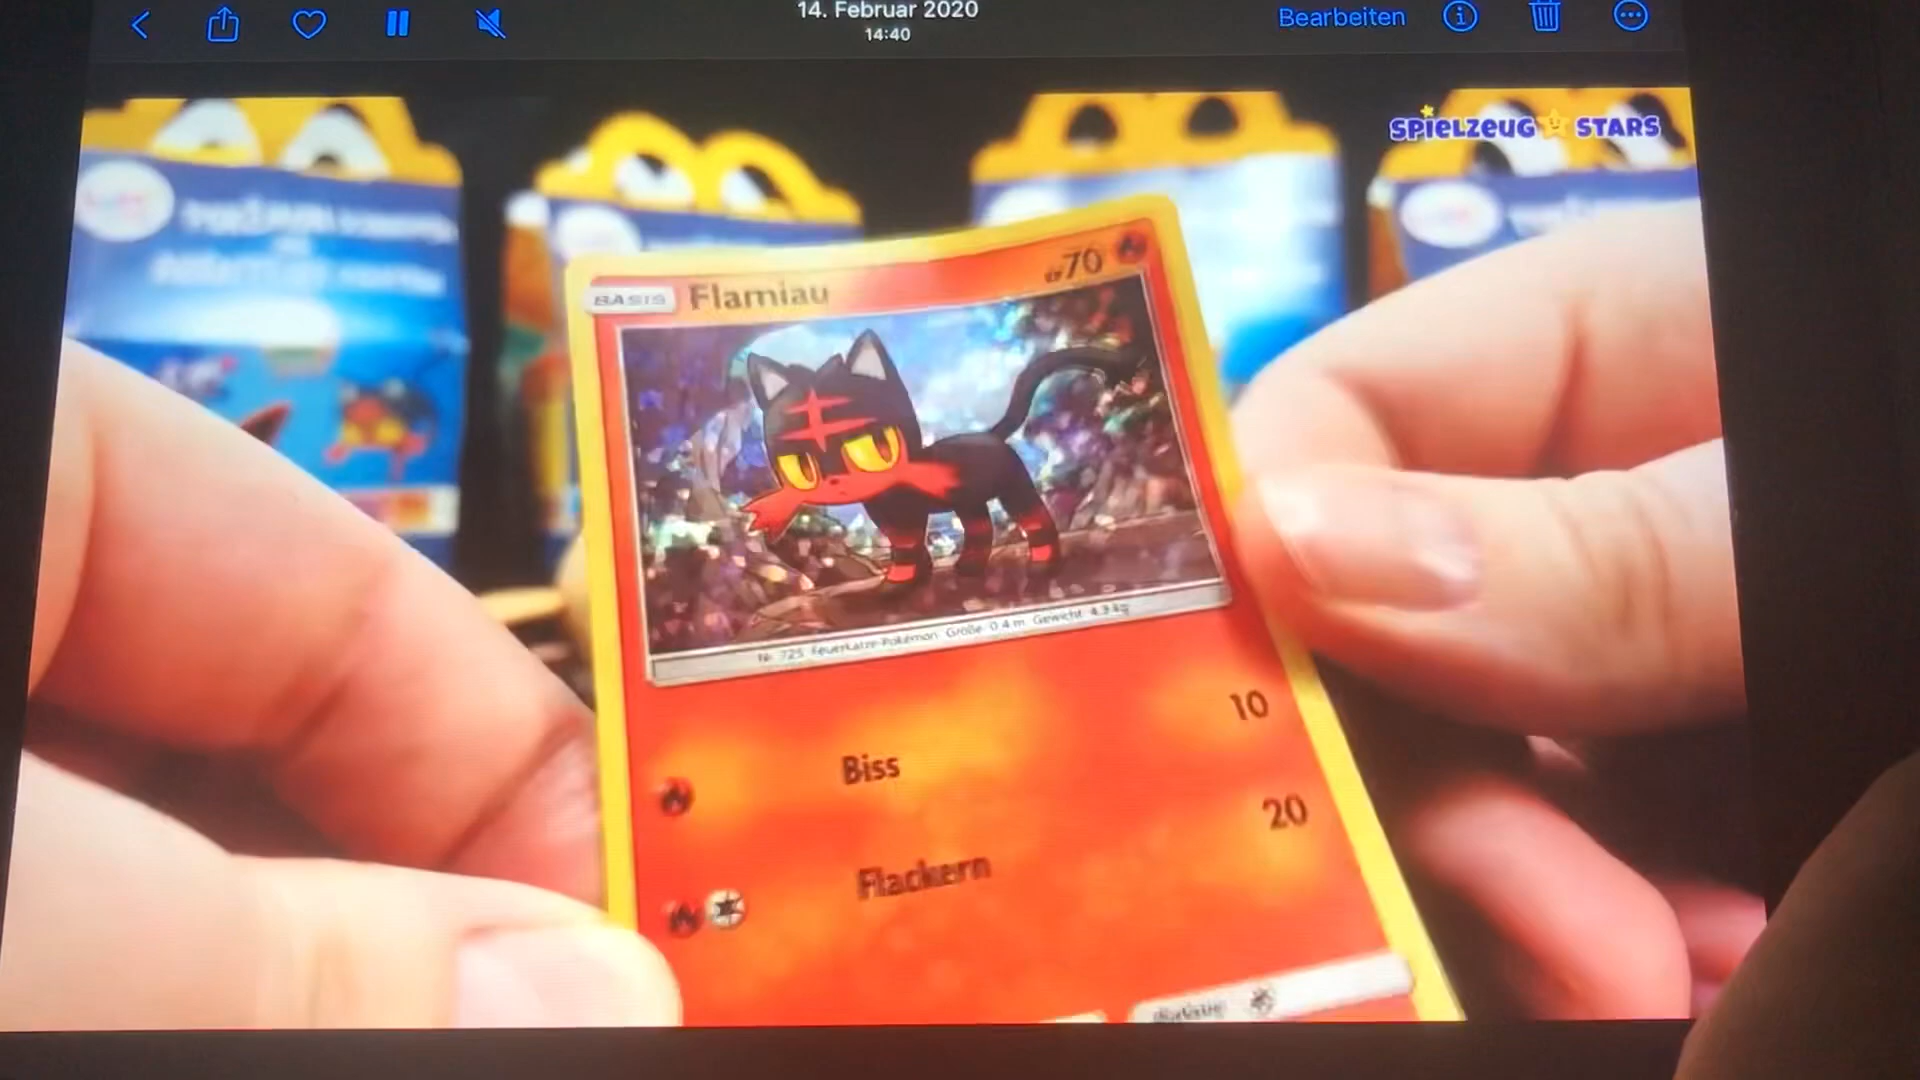 14. Februar 2020
14:40
Bearbeiten
SPIELZEUG STARS
BASIS Flamiau 70
Nr. 725 Feuerkatze-Pokémon Größe 0.4 m Gewicht 4.3 kg
Biss 10
Flackern 20